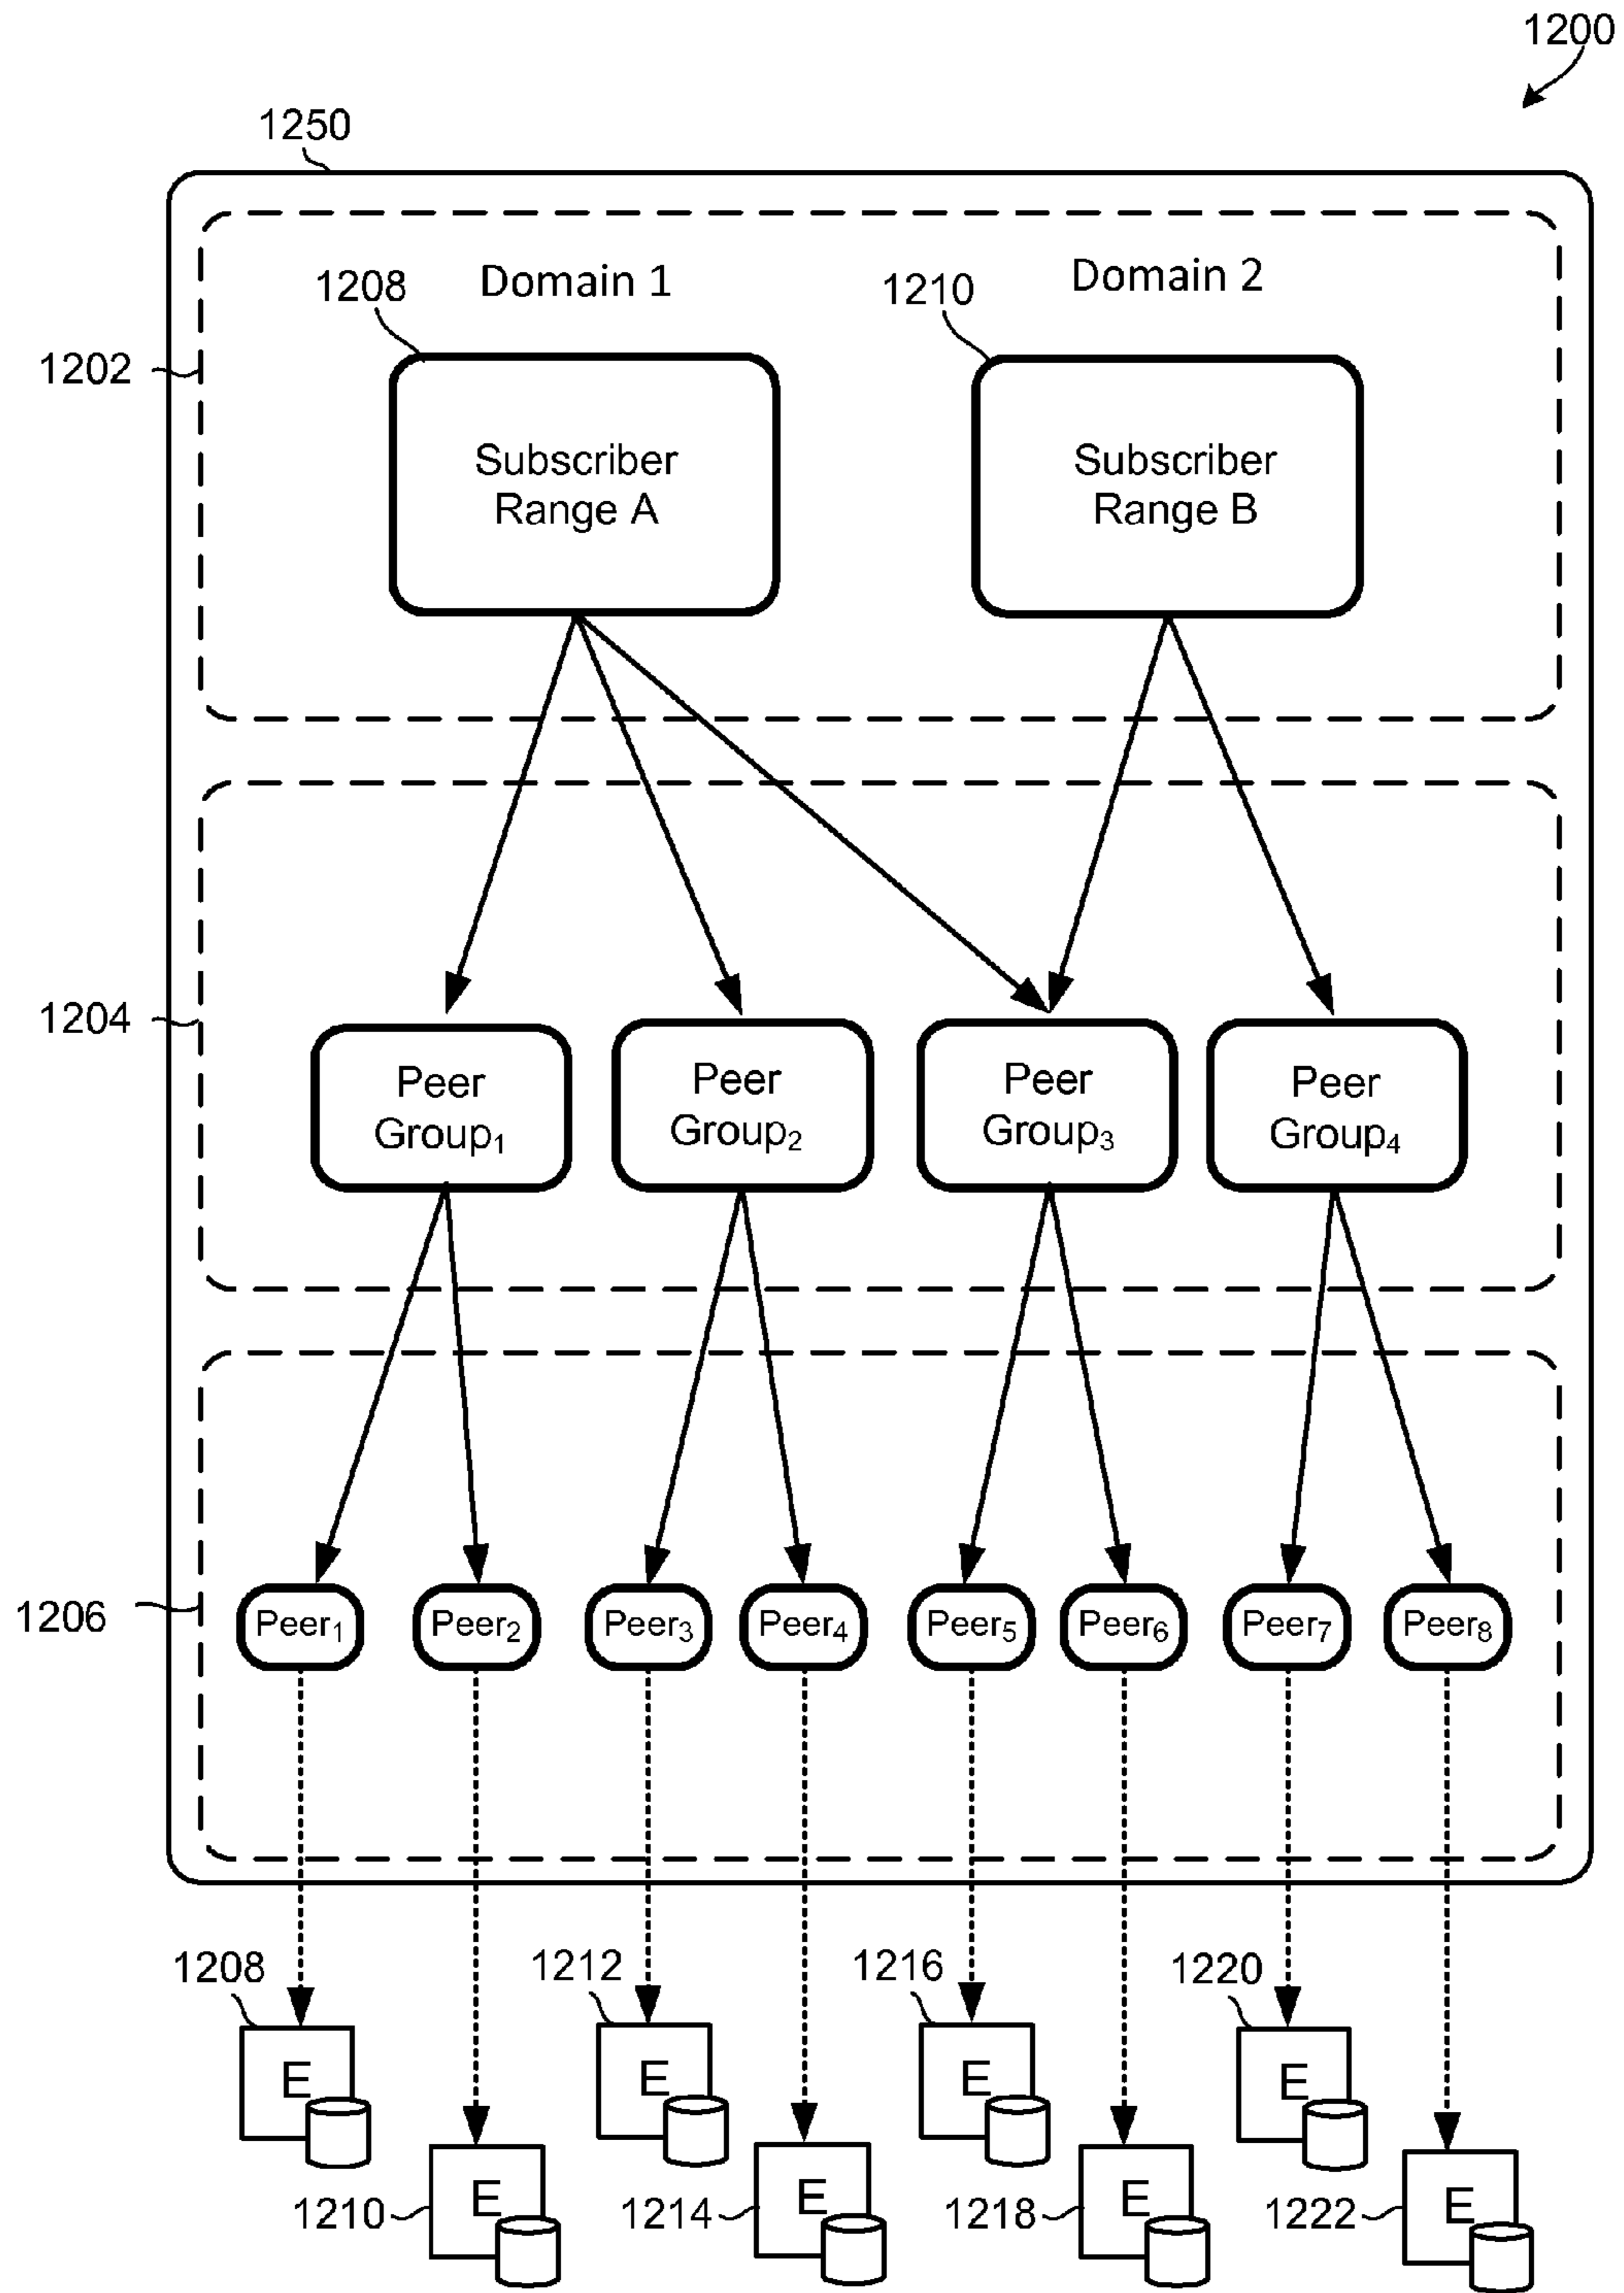 1200
1250
1208
Domain 1
1210
Domain 2
1202
Subscriber
Range A
Subscriber
Range B
1204
Peer
Group₁
Peer
Group₂
Peer
Group₃
Peer
Group₄
1206
Peer₁
Peer₂
Peer₃
Peer₄
Peer₅
Peer₆
Peer₇
Peer₈
1208
1212
1216
1220
E
E
E
E
1210
E
1214
E
1218
E
1222
E